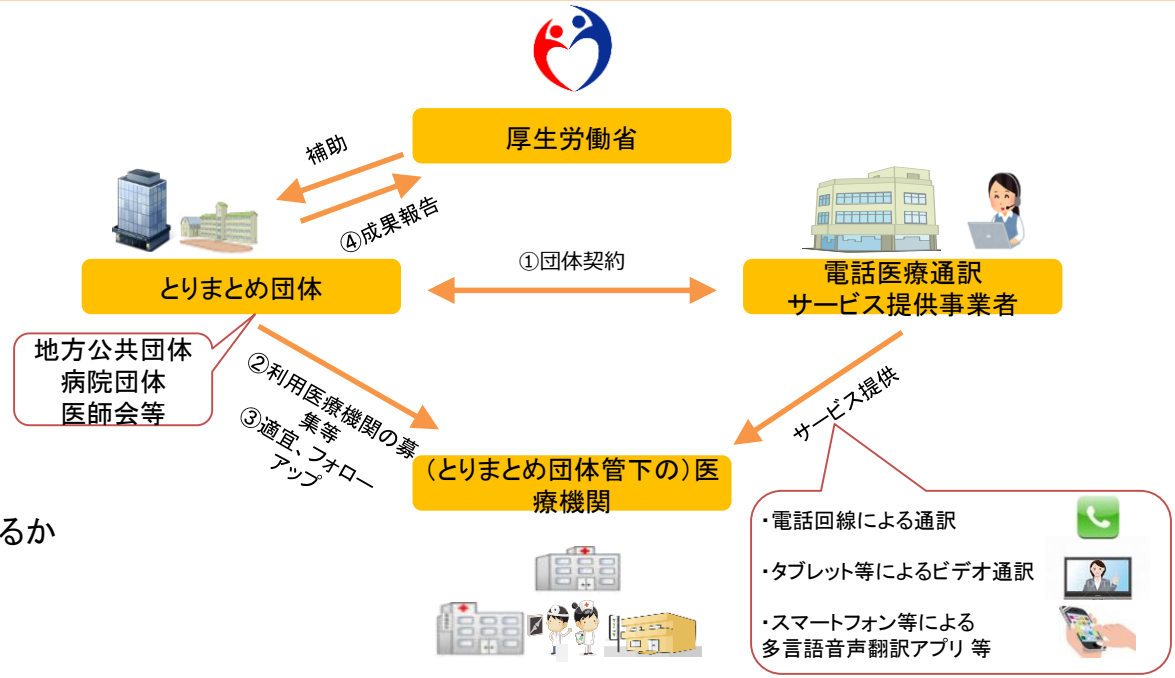 厚生労働省
補助
④成果報告
とりまとめ団体
①団体契約
電話医療通訳
サービス提供事業者
地方公共団体
病院団体
医師会等
②利用医療機関の募
集等
③適宜、フォロー
アップ
サービス提供
(とりまとめ団体管下の)医
療機関
るか
・電話回線による通訳
・タブレット等によるビデオ通訳
・スマートフォン等による
多言語音声翻訳アプリ 等